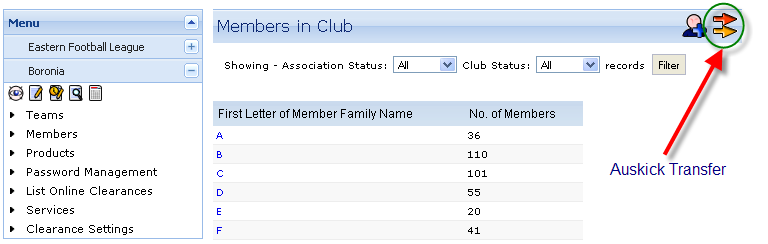 Menu
Eastern Football League
Boronia
Teams
Members
Products
Password Management
List Online Clearances
Services
Clearance Settings
Members in Club
Showing - Association Status: All Club Status: All records Filter
First Letter of Member Family Name No. of Members
A 36
B 110
C 101
D 55
E 20
F 41
Auskick Transfer